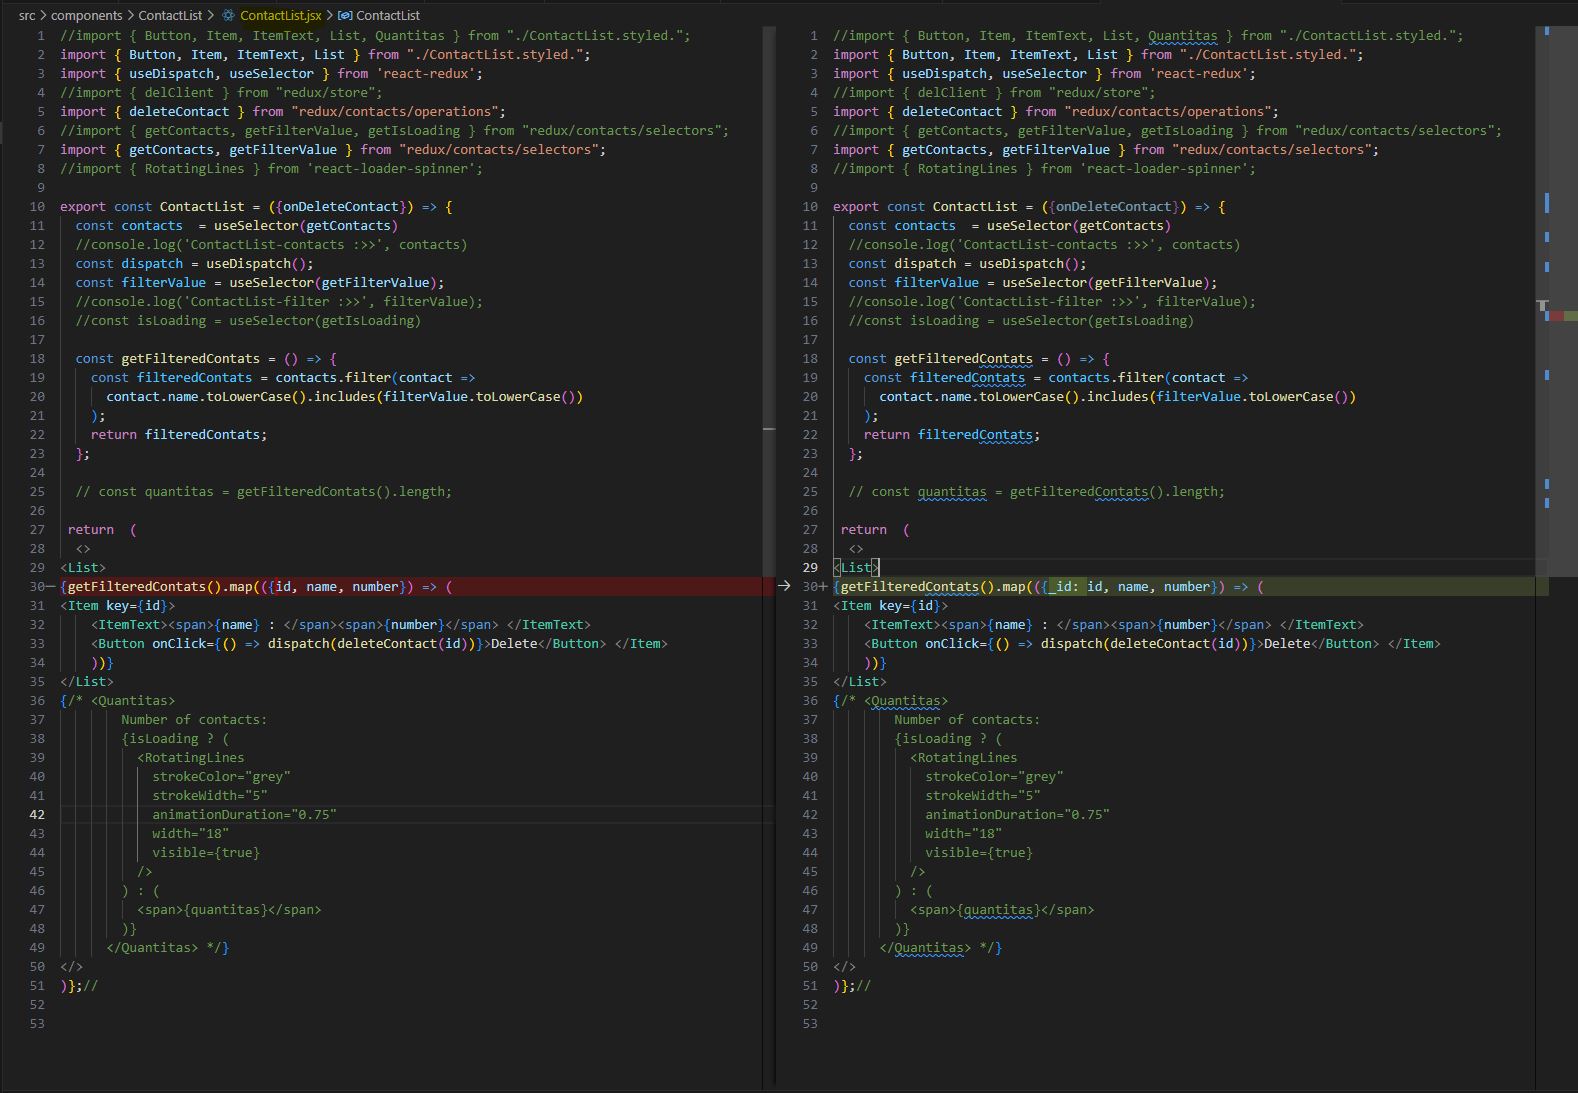 src > components > ContactList > ContactList.jsx > ContactList
1 //import { Button, Item, ItemText, List, Quantitas } from "./ContactList.styled.";
2 import { Button, Item, ItemText, List } from "./ContactList.styled.";
3 import { useDispatch, useSelector } from 'react-redux';
4 //import { delClient } from "redux/store";
5 import { deleteContact } from "redux/contacts/operations";
6 //import { getContacts, getFilterValue, getIsLoading } from "redux/contacts/selectors";
7 import { getContacts, getFilterValue } from "redux/contacts/selectors";
8 //import { RotatingLines } from 'react-loader-spinner';
9
10 export const ContactList = ({onDeleteContact}) => {
11 const contacts  = useSelector(getContacts)
12 //console.log('ContactList-contacts :>>', contacts)
13 const dispatch = useDispatch();
14 const filterValue = useSelector(getFilterValue);
15 //console.log('ContactList-filter :>>', filterValue);
16 //const isLoading = useSelector(getIsLoading)
17
18 const getFilteredContats = () => {
19 const filteredContats = contacts.filter(contact =>
20 contact.name.toLowerCase().includes(filterValue.toLowerCase())
21 );
22 return filteredContats;
23 };
24
25 // const quantitas = getFilteredContats().length;
26
27 return  (
28 <>
29 <List>
30— {getFilteredContats().map(({id, name, number}) => (
31 <Item key={id}>
32 <ItemText><span>{name} : </span><span>{number}</span> </ItemText>
33 <Button onClick={() => dispatch(deleteContact(id))}>Delete</Button> </Item>
34 ))}
35 </List>
36 {/* <Quantitas>
37 Number of contacts:
38 {isLoading ? (
39 <RotatingLines
40 strokeColor="grey"
41 strokeWidth="5"
42 animationDuration="0.75"
43 width="18"
44 visible={true}
45 />
46 ) : (
47 <span>{quantitas}</span>
48 )}
49 </Quantitas> */}
50 </>
51 )};//
52
53
1 //import { Button, Item, ItemText, List, Quantitas } from "./ContactList.styled.";
2 import { Button, Item, ItemText, List } from "./ContactList.styled.";
3 import { useDispatch, useSelector } from 'react-redux';
4 //import { delClient } from "redux/store";
5 import { deleteContact } from "redux/contacts/operations";
6 //import { getContacts, getFilterValue, getIsLoading } from "redux/contacts/selectors";
7 import { getContacts, getFilterValue } from "redux/contacts/selectors";
8 //import { RotatingLines } from 'react-loader-spinner';
9
10 export const ContactList = ({onDeleteContact}) => {
11 const contacts  = useSelector(getContacts)
12 //console.log('ContactList-contacts :>>', contacts)
13 const dispatch = useDispatch();
14 const filterValue = useSelector(getFilterValue);
15 //console.log('ContactList-filter :>>', filterValue);
16 //const isLoading = useSelector(getIsLoading)
17
18 const getFilteredContats = () => {
19 const filteredContats = contacts.filter(contact =>
20 contact.name.toLowerCase().includes(filterValue.toLowerCase())
21 );
22 return filteredContats;
23 };
24
25 // const quantitas = getFilteredContats().length;
26
27 return  (
28 <>
29 <List>
→ 30+ {getFilteredContats().map(({_id: id, name, number}) => (
31 <Item key={id}>
32 <ItemText><span>{name} : </span><span>{number}</span> </ItemText>
33 <Button onClick={() => dispatch(deleteContact(id))}>Delete</Button> </Item>
34 ))}
35 </List>
36 {/* <Quantitas>
37 Number of contacts:
38 {isLoading ? (
39 <RotatingLines
40 strokeColor="grey"
41 strokeWidth="5"
42 animationDuration="0.75"
43 width="18"
44 visible={true}
45 />
46 ) : (
47 <span>{quantitas}</span>
48 )}
49 </Quantitas> */}
50 </>
51 )};//
52
53